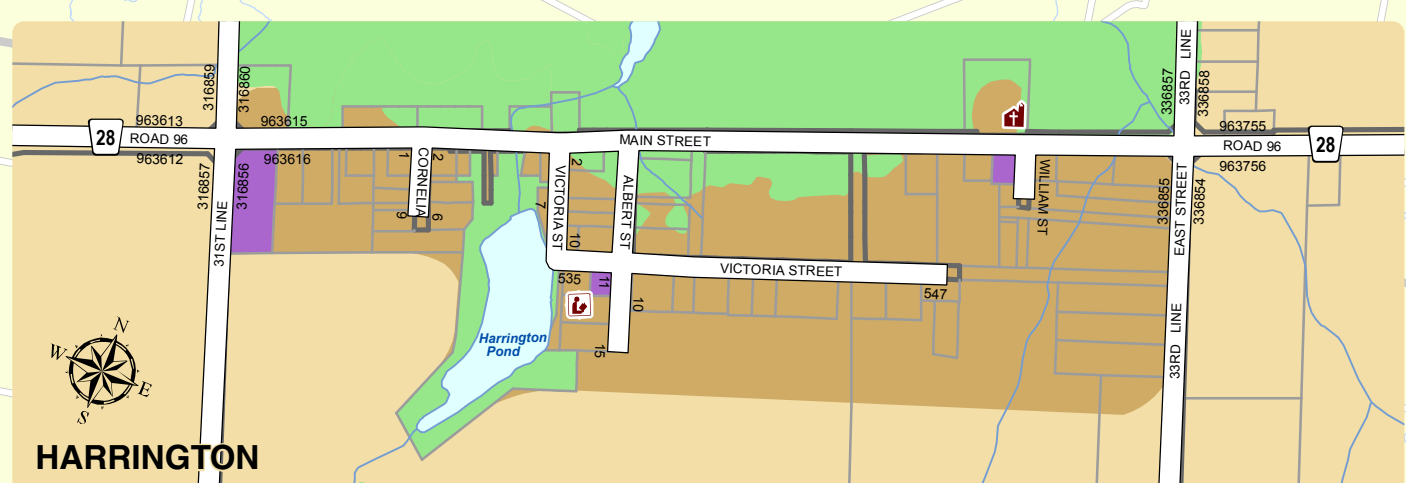 316859
316860
336857
33RD LINE
336858
963613
963615
963755
28
ROAD 96
MAIN STREET
ROAD 96
28
963612
963616
963756
316857
316856
1
CORNELIA
2
9
6
VICTORIA ST
2
7
10
ALBERT ST
WILLIAM ST
336855
EAST STREET
336854
31ST LINE
VICTORIA STREET
535
11
547
10
15
33RD LINE
Harrington
Pond
N
W
E
S
HARRINGTON